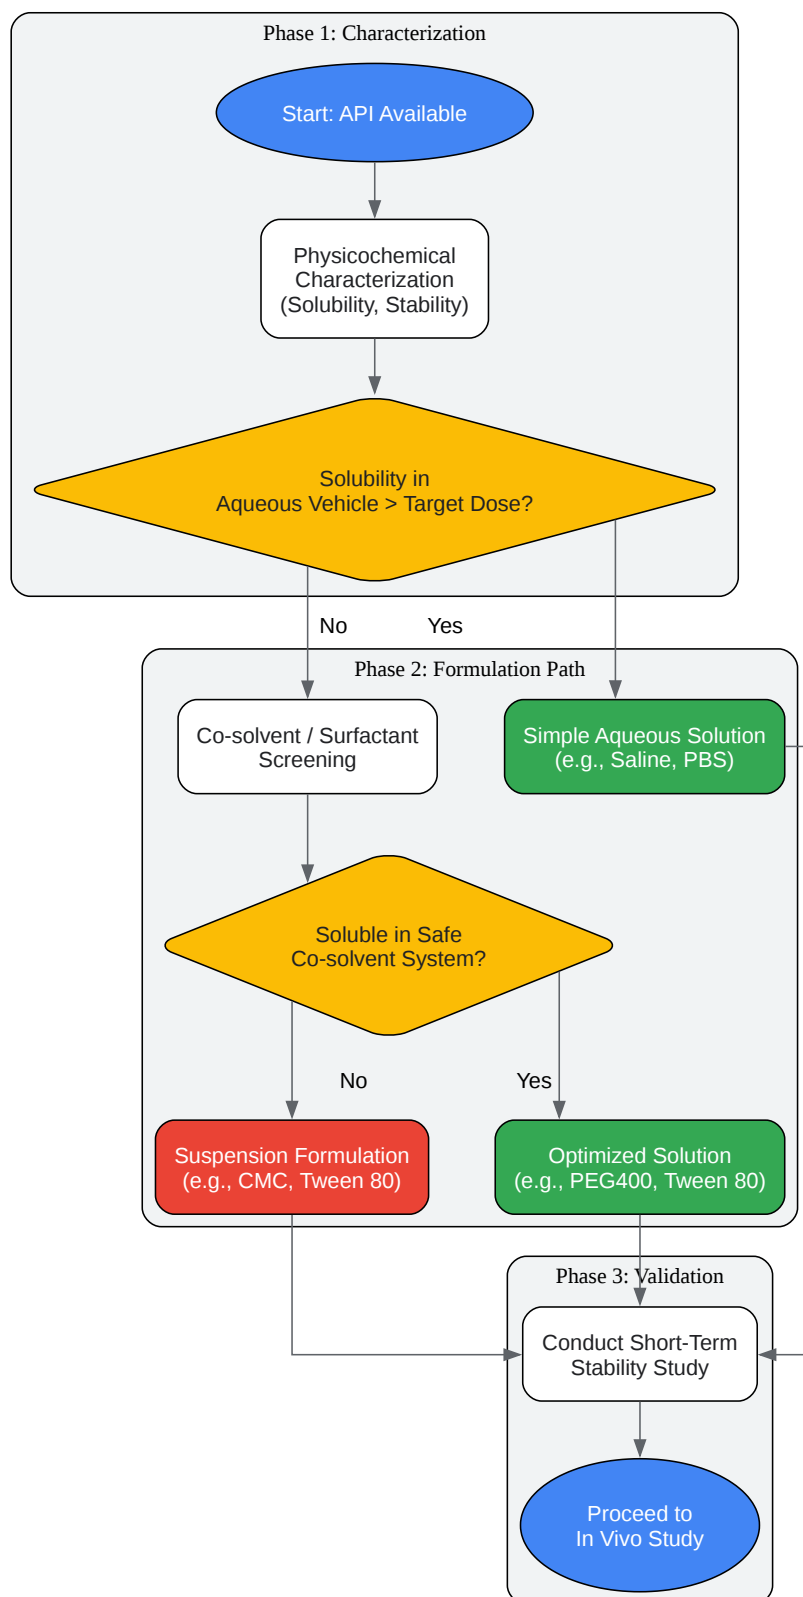 Phase 1: Characterization
Start: API Available
Physicochemical
Characterization
(Solubility, Stability)
Solubility in
Aqueous Vehicle > Target Dose?
No
Yes
Phase 2: Formulation Path
Co-solvent / Surfactant
Screening
Simple Aqueous Solution
(e.g., Saline, PBS)
Soluble in Safe
Co-solvent System?
No
Yes
Suspension Formulation
(e.g., CMC, Tween 80)
Optimized Solution
(e.g., PEG400, Tween 80)
Phase 3: Validation
Conduct Short-Term
Stability Study
Proceed to
In Vivo Study